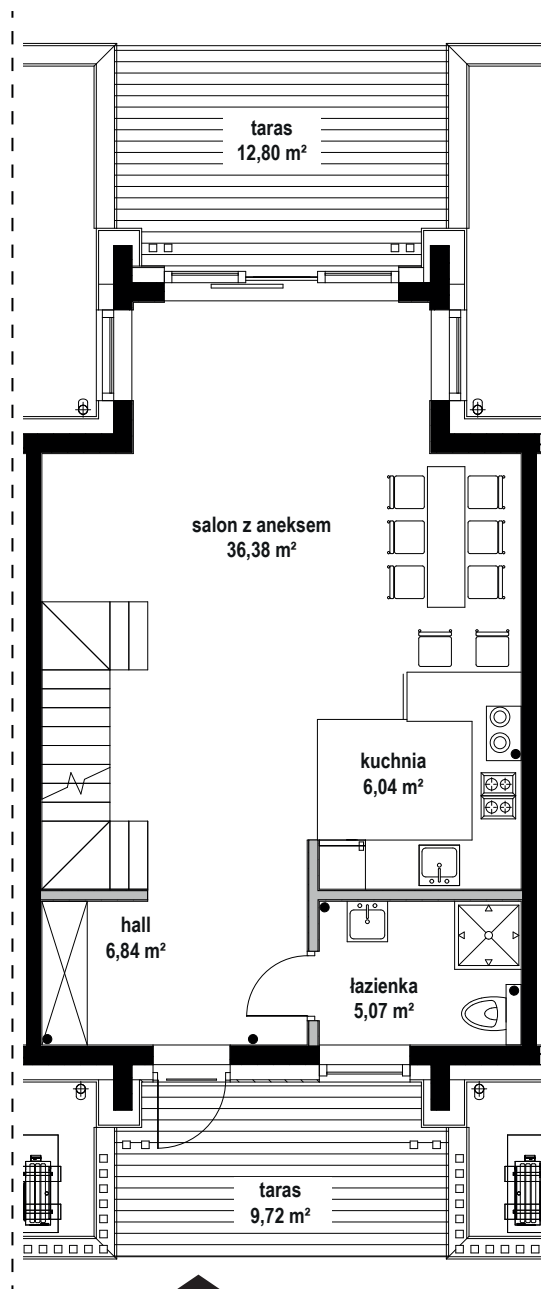 taras
12,80 m²
salon z aneksem
36,38 m²
kuchnia
6,04 m²
hall
6,84 m²
łazienka
5,07 m²
taras
9,72 m²